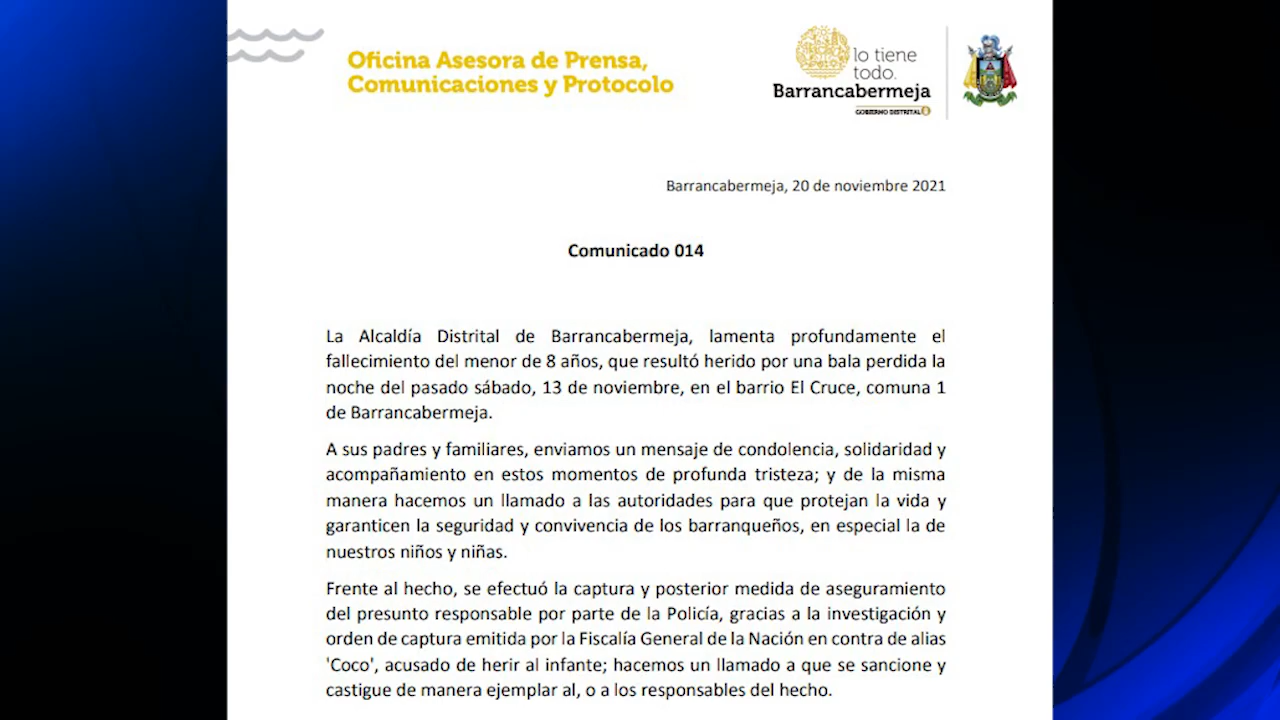 Oficina Asesora de Prensa,
Comunicaciones y Protocolo
lo tiene
todo.
Barrancabermeja
GOBIERNO DISTRITAL
Barrancabermeja, 20 de noviembre 2021
Comunicado 014
La Alcaldía Distrital de Barrancabermeja, lamenta profundamente el
fallecimiento del menor de 8 años, que resultó herido por una bala perdida la
noche del pasado sábado, 13 de noviembre, en el barrio El Cruce, comuna 1
de Barrancabermeja.
A sus padres y familiares, enviamos un mensaje de condolencia, solidaridad y
acompañamiento en estos momentos de profunda tristeza; y de la misma
manera hacemos un llamado a las autoridades para que protejan la vida y
garanticen la seguridad y convivencia de los barranqueños, en especial la de
nuestros niños y niñas.
Frente al hecho, se efectuó la captura y posterior medida de aseguramiento
del presunto responsable por parte de la Policía, gracias a la investigación y
orden de captura emitida por la Fiscalía General de la Nación en contra de alias
'Coco', acusado de herir al infante; hacemos un llamado a que se sancione y
castigue de manera ejemplar al, o a los responsables del hecho.